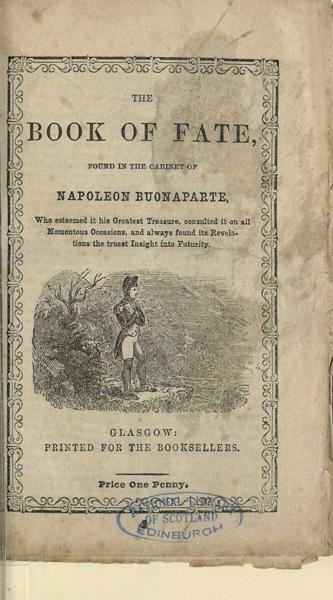 THE
BOOK OF FATE,
FOUND IN THE CABINET OF
NAPOLEON BUONAPARTE,
Who esteemed it his Greatest Treasure, consulted it on all
Momentous Occasions, and always found its Revela-
tions the truest Insight into Futurity.
GLASGOW:
PRINTED FOR THE BOOKSELLERS.
Price One Penny.
NATIONAL LIBRARY
OF SCOTLAND
EDINBURGH